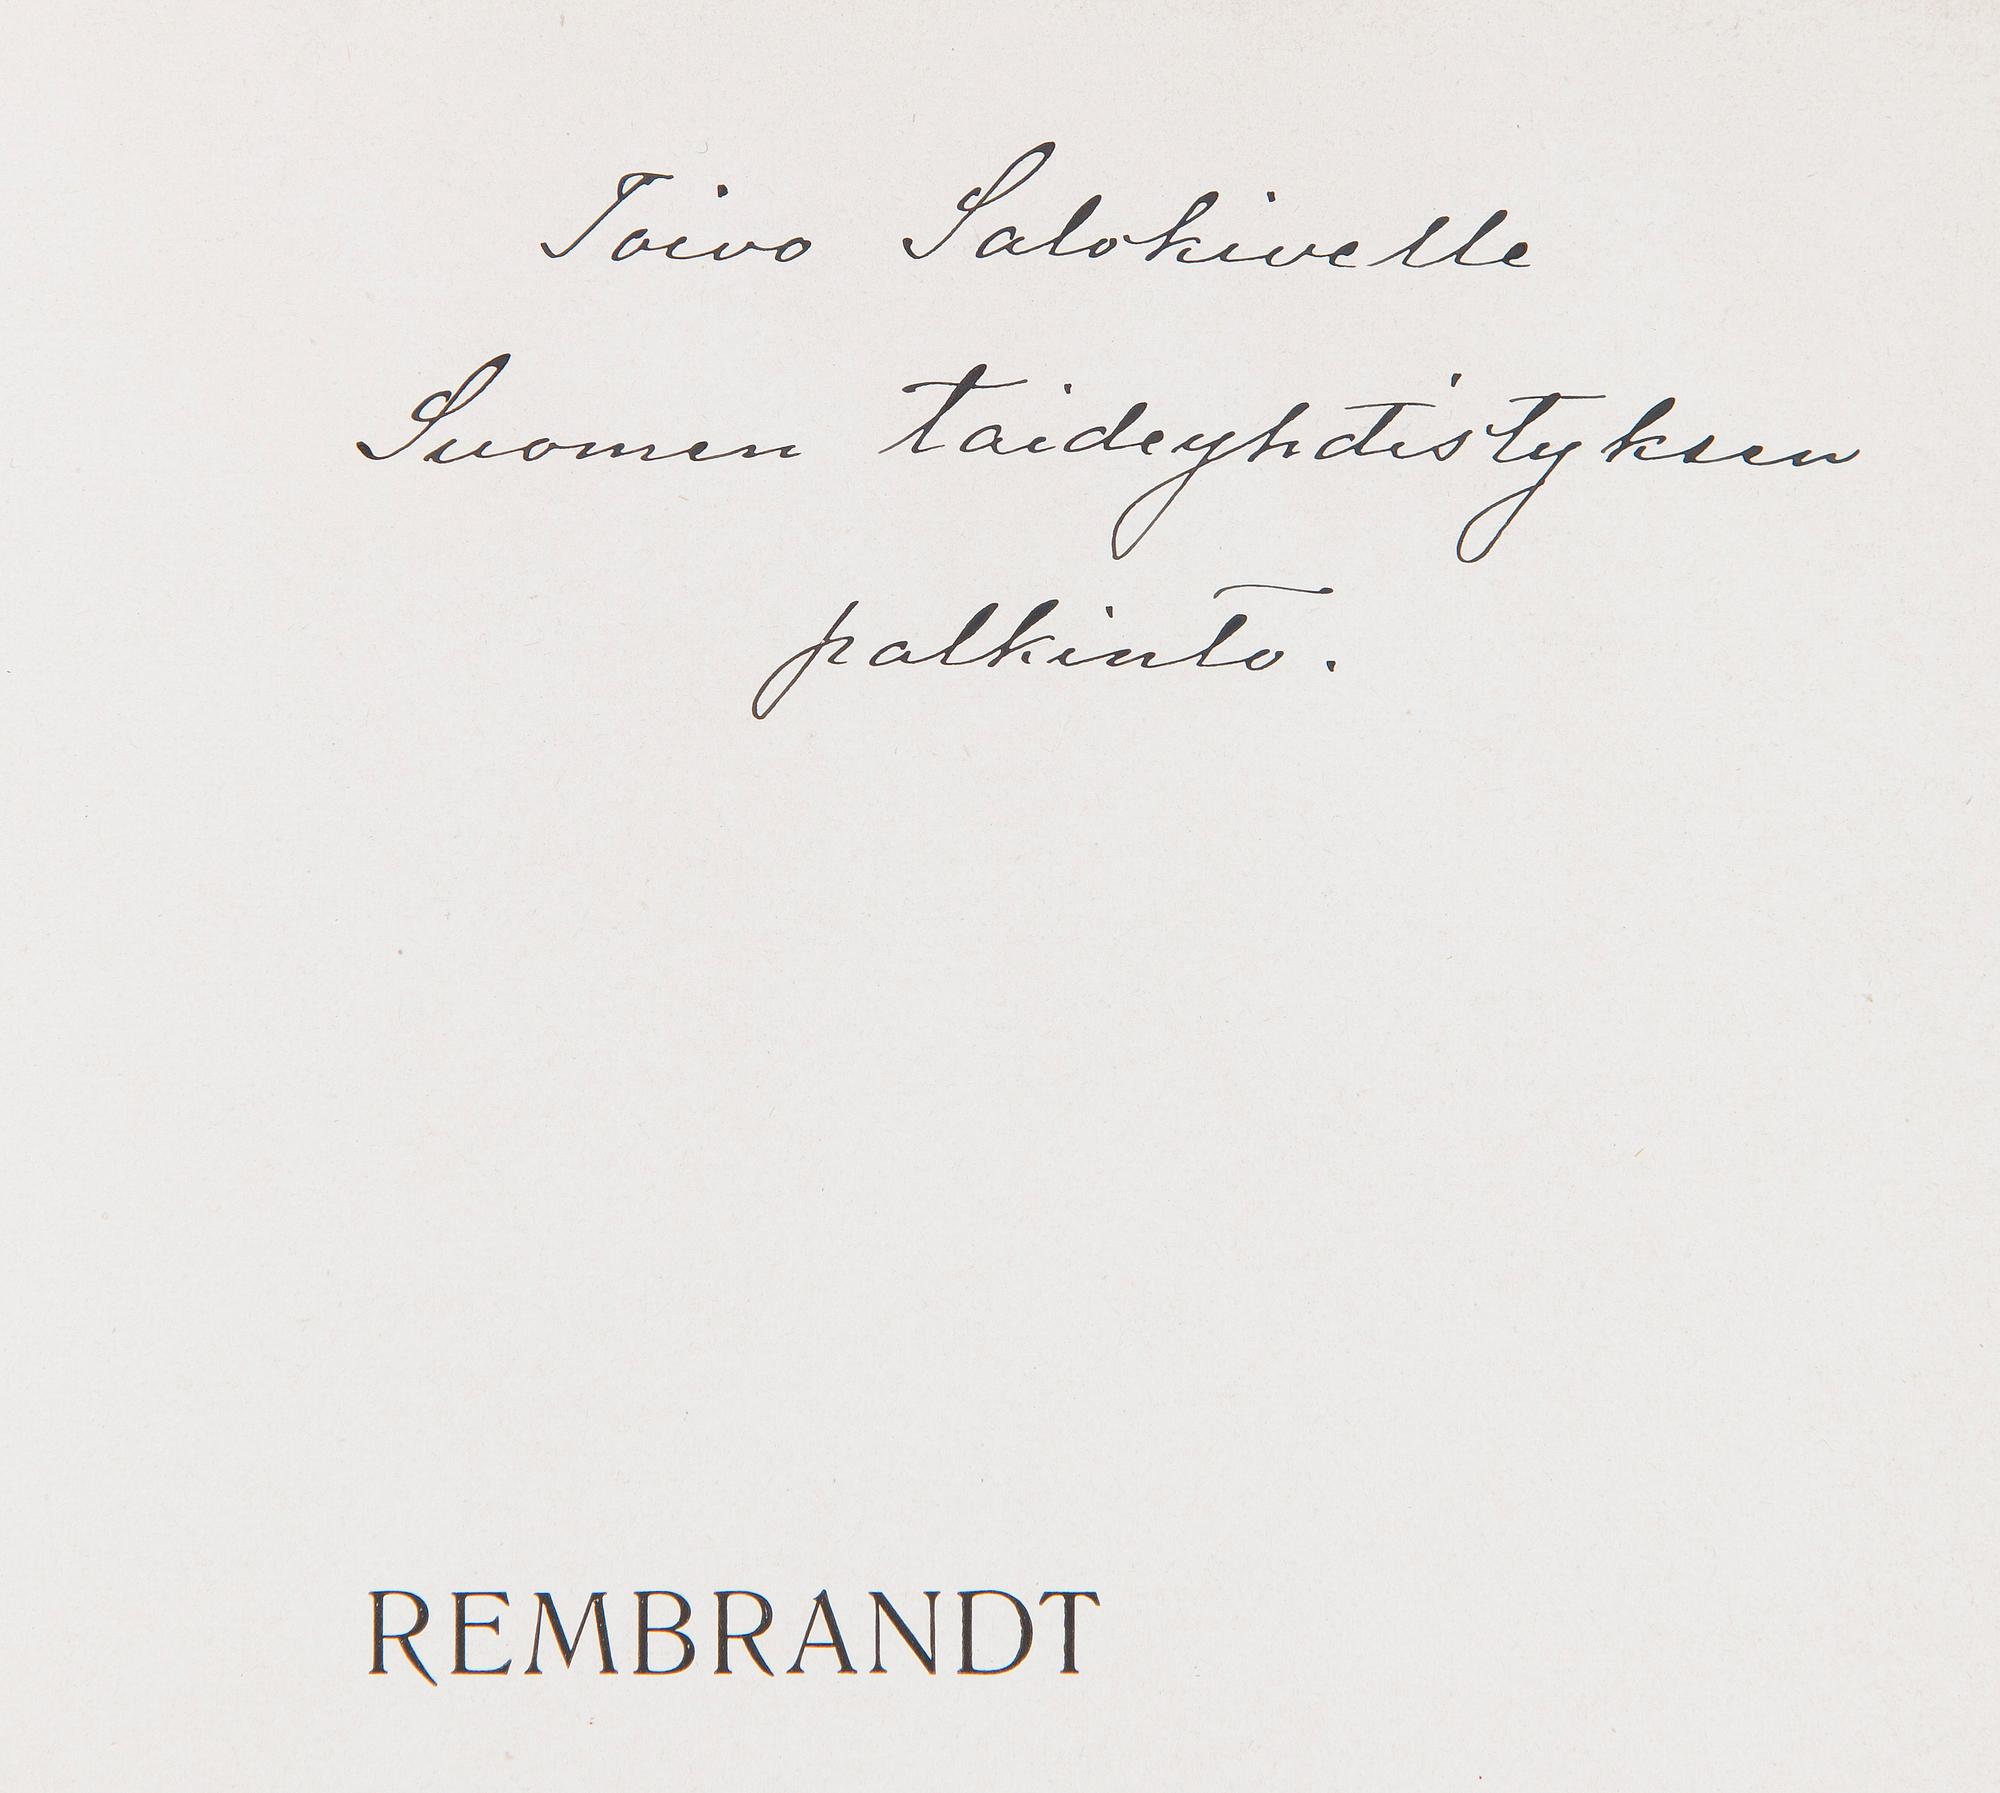 Toivo Salokivelle
Suomen taideyhdistyksen
palkinto.
REMBRANDT